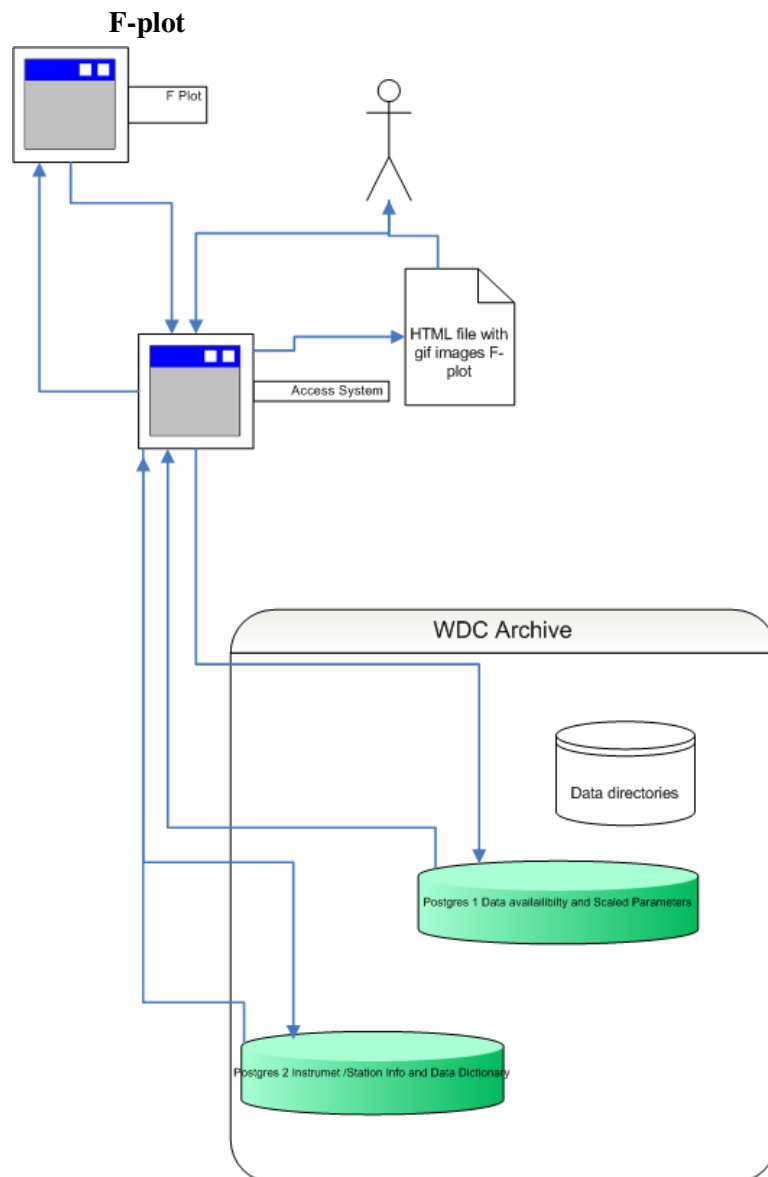 F-plot
F Plot
HTML file with
gif images F-
plot
Access System
WDC Archive
Data directories
Postgres 1 Data availailibilty and Scaled Parameters
Postgres 2 Instrumet /Station Info and Data Dictionary